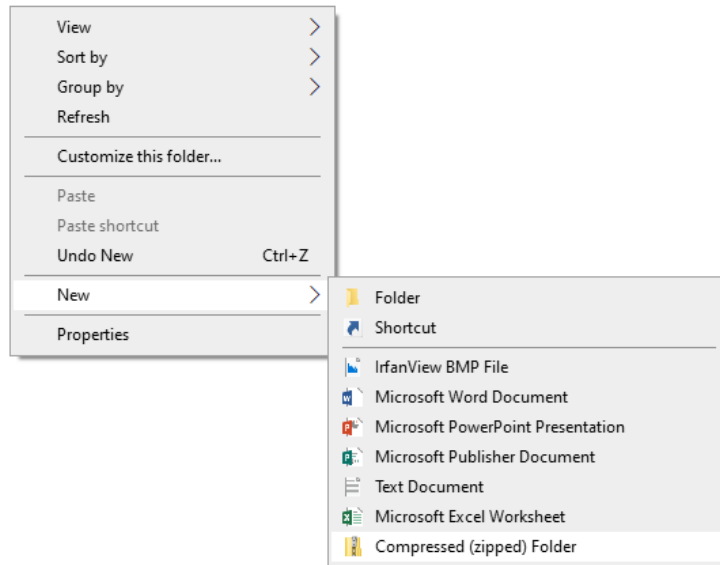 View
Sort by
Group by
Refresh
Customize this folder...
Paste
Paste shortcut
Undo New Ctrl+Z
New
Properties
Folder
Shortcut
IrfanView BMP File
Microsoft Word Document
Microsoft PowerPoint Presentation
Microsoft Publisher Document
Text Document
Microsoft Excel Worksheet
Compressed (zipped) Folder